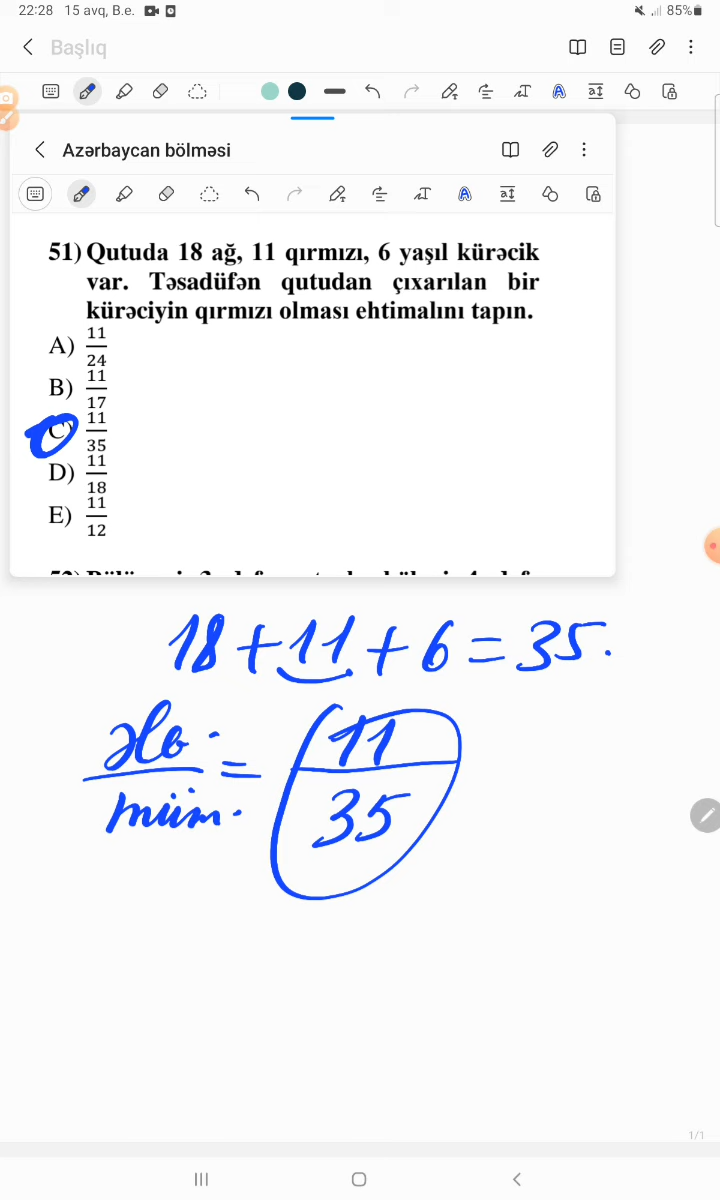 22:28 15 avq, B.e. 85%
Başlıq
Azərbaycan bölməsi
51) Qutuda 18 ağ, 11 qırmızı, 6 yaşıl kürəcik
var. Təsadüfən qutudan çıxarılan bir
kürəciyin qırmızı olması ehtimalını tapın.
A) 11/24
B) 11/17
C) 11/35
D) 11/18
E) 11/12
18+11+6=35.
əlv./müm. = 11/35
1/1